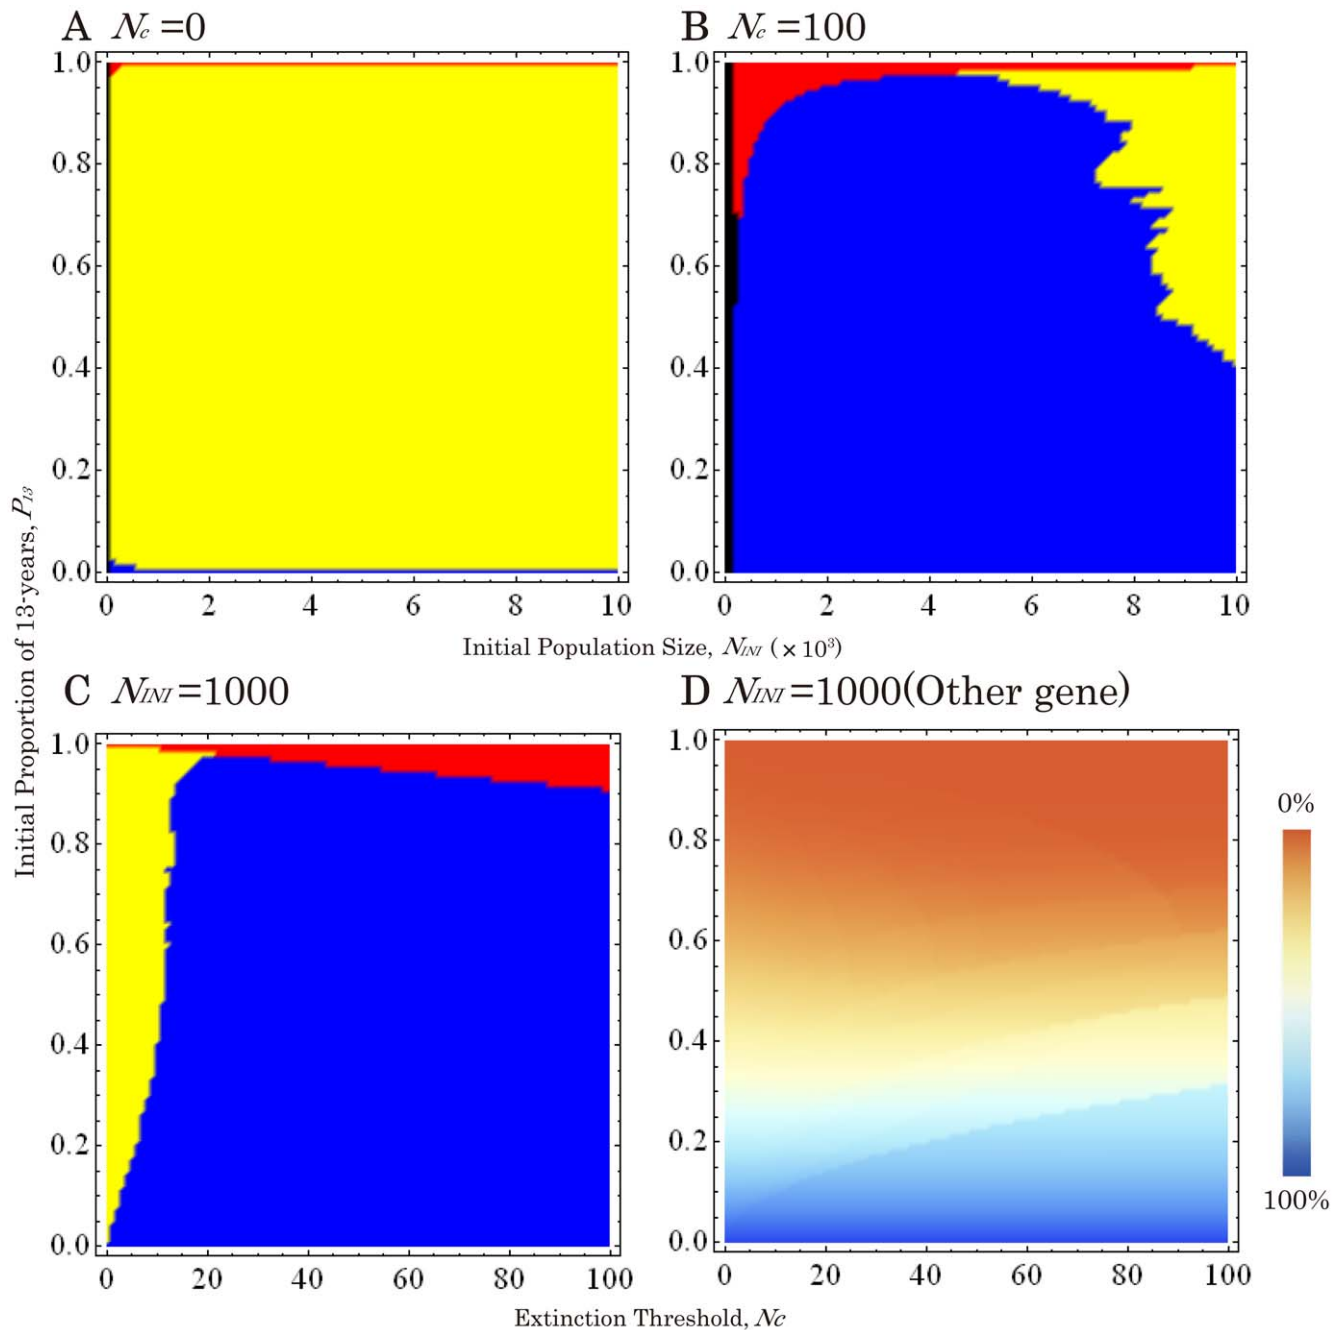 A 𝑁c =0
B 𝑁c =100
1.0
0.8
0.6
0.4
0.2
0.0
0 2 4 6 8 10
1.0
0.8
0.6
0.4
0.2
0.0
0 2 4 6 8 10
Initial Population Size, NINI (×10³)
Initial Proportion of 13-years, P13
C NINI =1000
D NINI =1000(Other gene)
1.0
0.8
0.6
0.4
0.2
0.0
0 20 40 60 80 100
1.0
0.8
0.6
0.4
0.2
0.0
0 20 40 60 80 100
0%
100%
Extinction Threshold, Nc